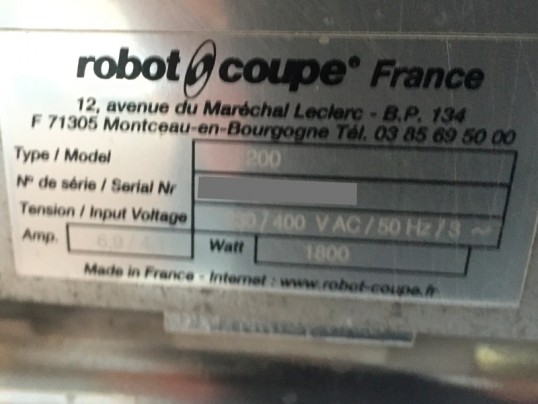 robot coupe® France
12, avenue du Maréchal Leclerc - B.P. 134
F 71305 Montceau-en-Bourgogne Tél. 03 85 69 50 00
Type / Model 200
Nº de série / Serial Nr
Tension / Input Voltage /400 V AC / 50 Hz / 3 ~
Amp. Watt 1800
Made in France - Internet : www.robot-coupe.fr